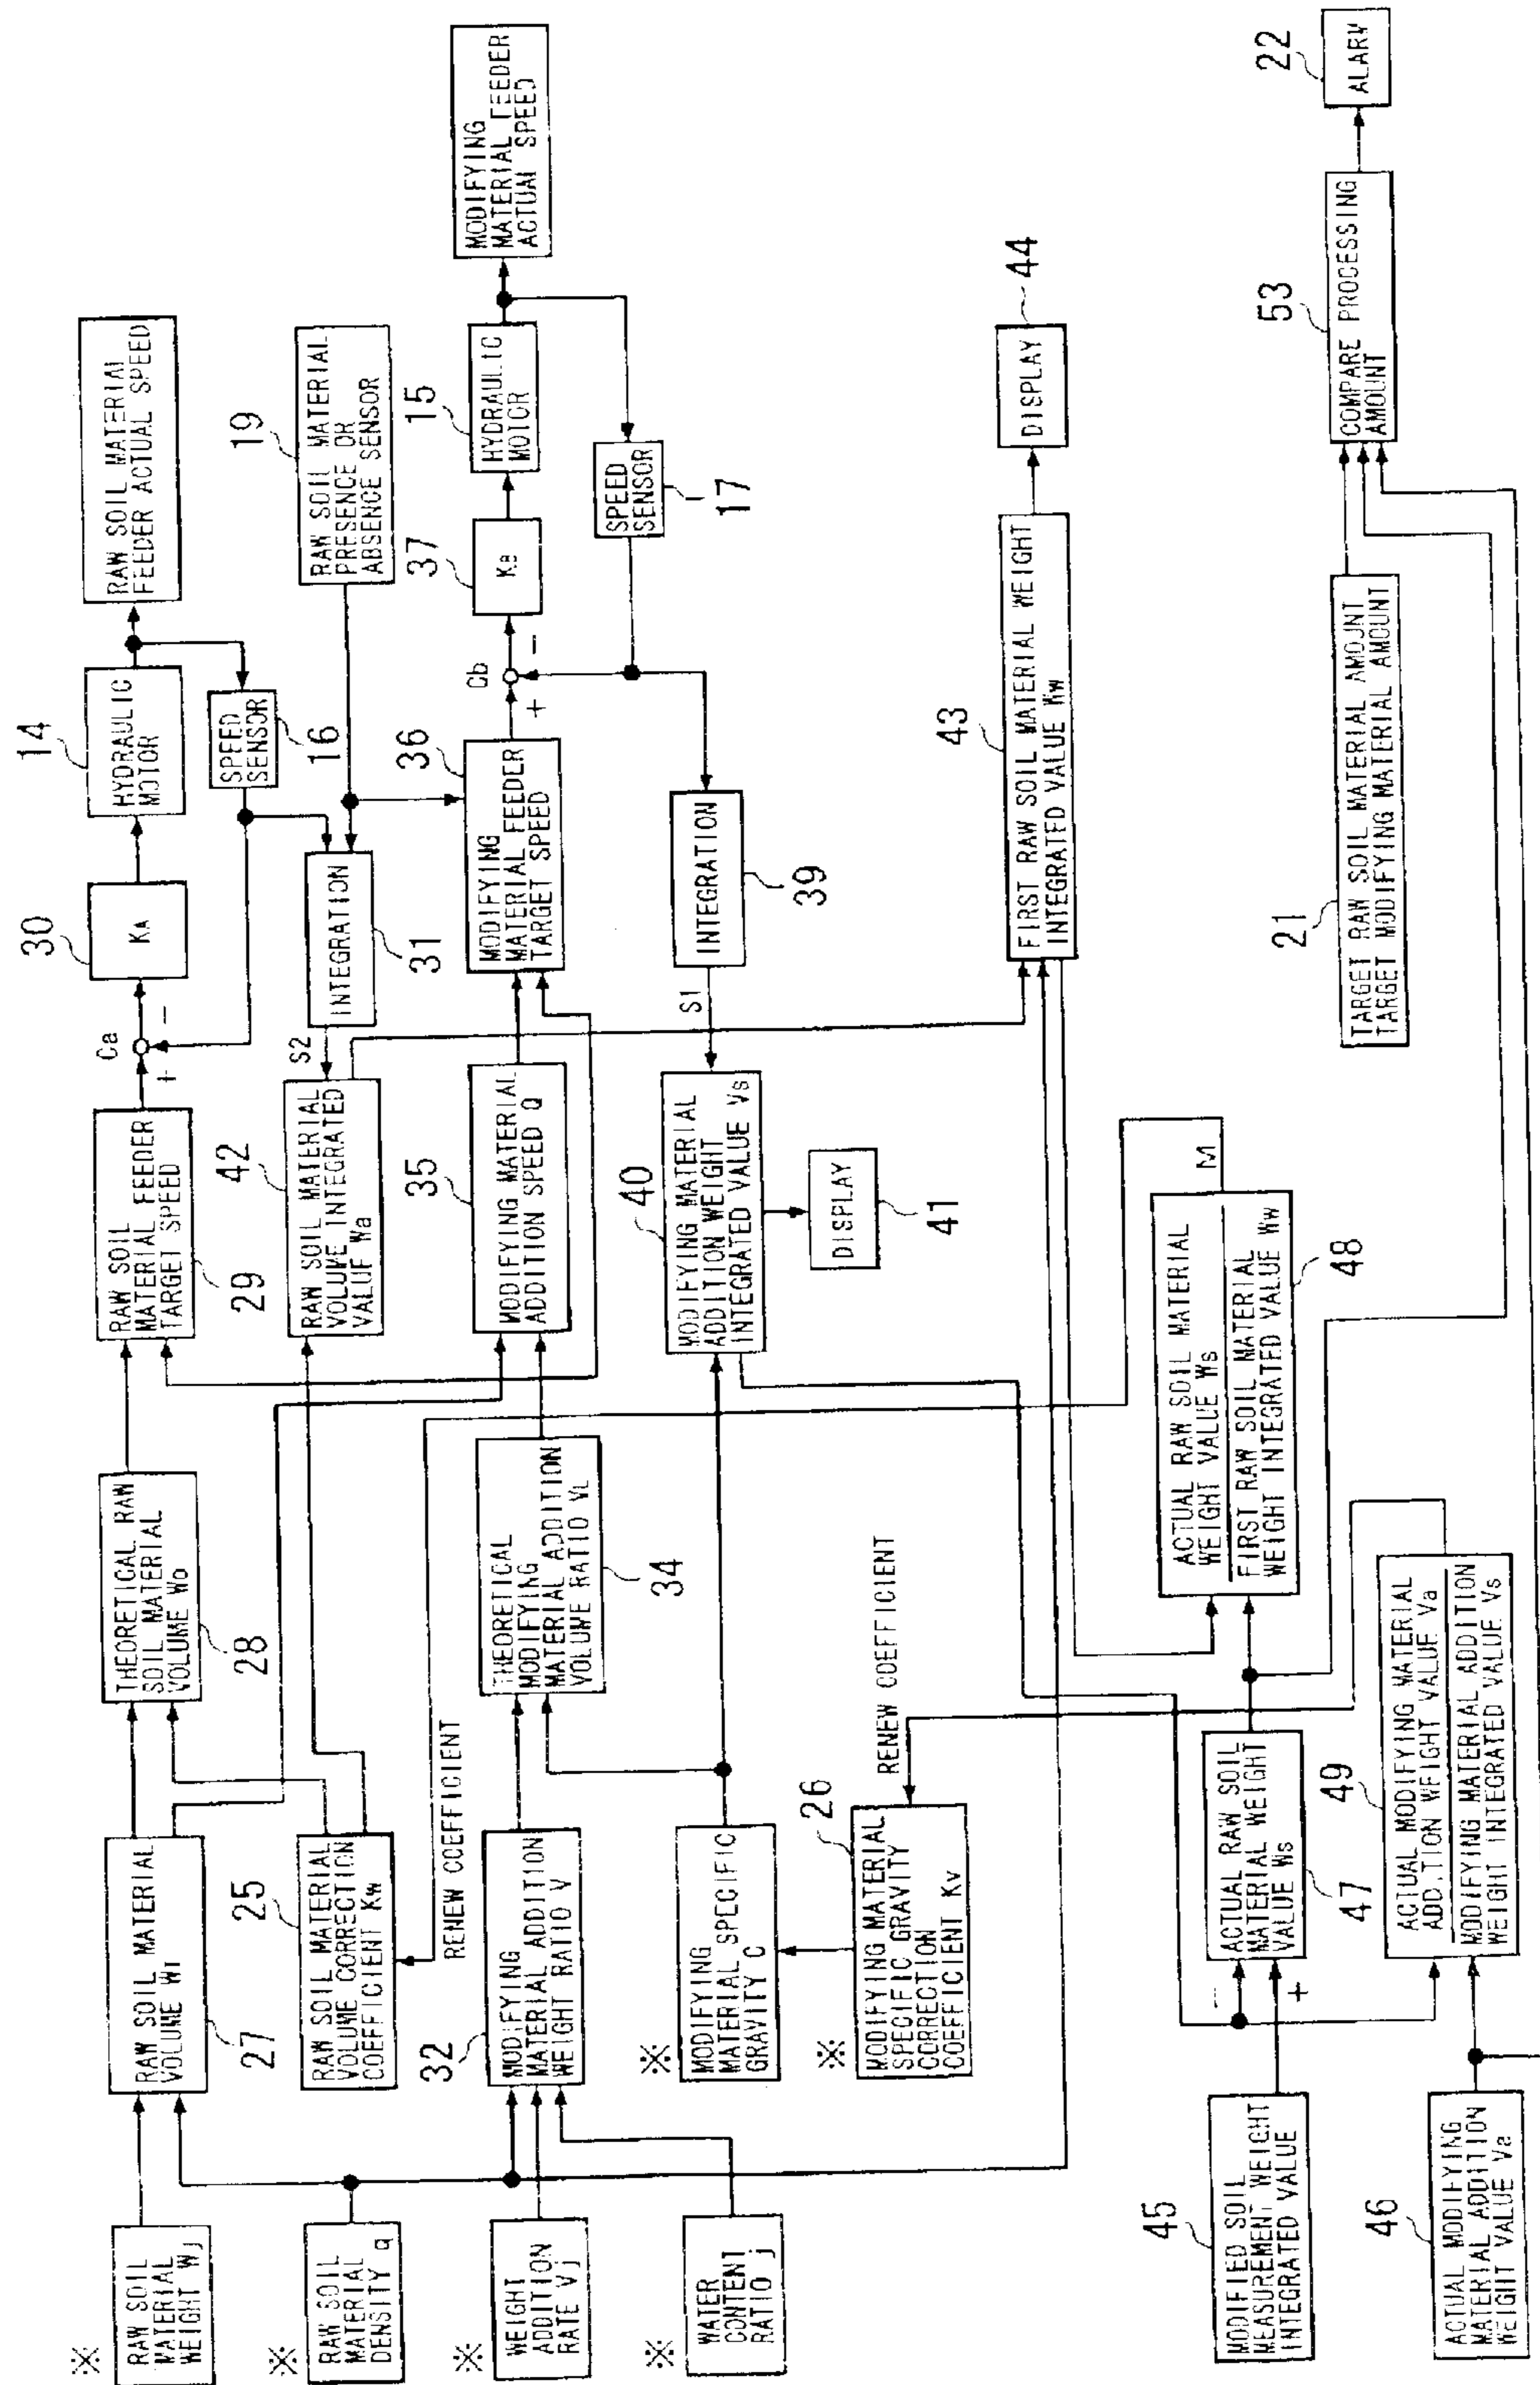 ※
RAW SOIL
MATERIAL
WEIGHT Wj
27
RAW SOIL MATERIAL
VOLUME WI
28
THEORETICAL RAW
SOIL MATERIAL
VOLUME Wo
29
RAW SOIL
MATERIAL FEEDER
TARGET SPEED
Ca
+
-
30
KA
14
HYDRAULIC
MOTOR
SPEED
SENSOR
16
RAW SOIL MATERIAL
FEEDER ACTUAL SPEED
※
RAW SOIL
MATERIAL
DENSITY q
25
RAW SOIL MATERIAL
VOLUME CORRECTION
COEFFICIENT Kw
RENEW COEFFICIENT
42
RAW SOIL MATERIAL
VOLUME INTEGRATED
VALUE Wa
S2
INTEGRATION
31
19
RAW SOIL MATERIAL
PRESENCE OR
ABSENCE SENSOR
※
WEIGHT
ADDITION
RATE Vj
32
MODIFYING
MATERIAL ADDITION
WEIGHT RATIO V
THEORETICAL
MODIFYING
MATERIAL ADDITION
VOLUME RATIO VL
34
35
MODIFYING MATERIAL
ADDITION SPEED Q
36
MODIFYING
MATERIAL FEEDER
TARGET SPEED
Cb
+
-
37
KB
15
HYDRAULIC
MOTOR
SPEED
SENSOR
17
MODIFYING
MATERIAL FEEDER
ACTUAL SPEED
※
WATER
CONTENT
RATIO j
※
MODIFYING
MATERIAL SPECIFIC
GRAVITY C
40
MODIFYING MATERIAL
ADDITION WEIGHT
INTEGRATED VALUE Vs
S1
INTEGRATION
39
DISPLAY
41
※
26
MODIFYING MATERIAL
SPECIFIC GRAVITY
CORRECTION
COEFFICIENT Kv
RENEW COEFFICIENT
43
FIRST RAW SOIL MATERIAL WEIGHT
INTEGRATED VALUE Ww
44
DISPLAY
45
MODIFIED SOIL
MEASUREMENT WEIGHT
INTEGRATED VALUE
-
+
ACTUAL RAW SOIL
MATERIAL WEIGHT
VALUE Ws
47
ACTUAL RAW SOIL MATERIAL
WEIGHT VALUE Ws
FIRST RAW SOIL MATERIAL
WEIGHT INTEGRATED VALUE Ww
48
M
21
TARGET RAW SOIL MATERIAL AMOUNT
TARGET MODIFYING MATERIAL AMOUNT
53
COMPARE PROCESSING
AMOUNT
22
ALARM
46
ACTUAL MODIFYING
MATERIAL ADDITION
WEIGHT VALUE Va
49
ACTUAL MODIFYING MATERIAL
ADDITION WEIGHT VALUE Va
MODIFYING MATERIAL ADDITION
WEIGHT INTEGRATED VALUE Vs